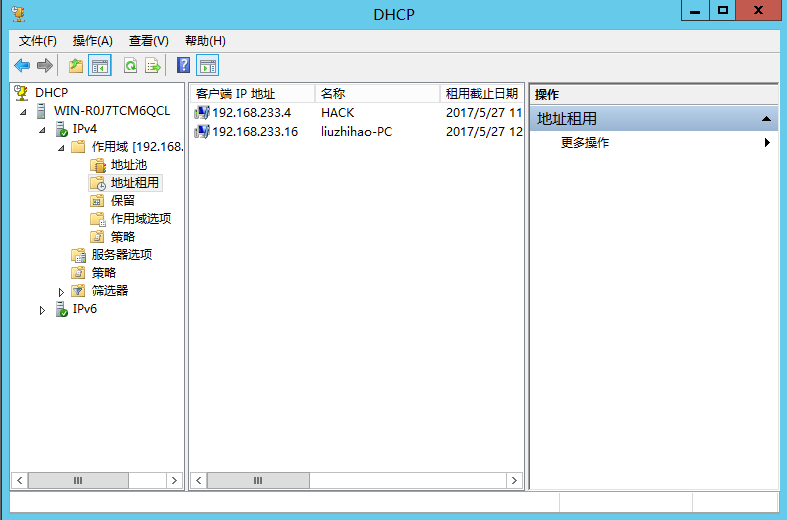 DHCP
文件(F) 操作(A) 查看(V) 帮助(H)
DHCP
WIN-R0J7TCM6QCL
IPv4
作用域 [192.168.
地址池
地址租用
保留
作用域选项
策略
服务器选项
策略
筛选器
IPv6
客户端 IP 地址 名称 租用截止日期
192.168.233.4 HACK 2017/5/27 11
192.168.233.16 liuzhihao-PC 2017/5/27 12
操作
地址租用
更多操作